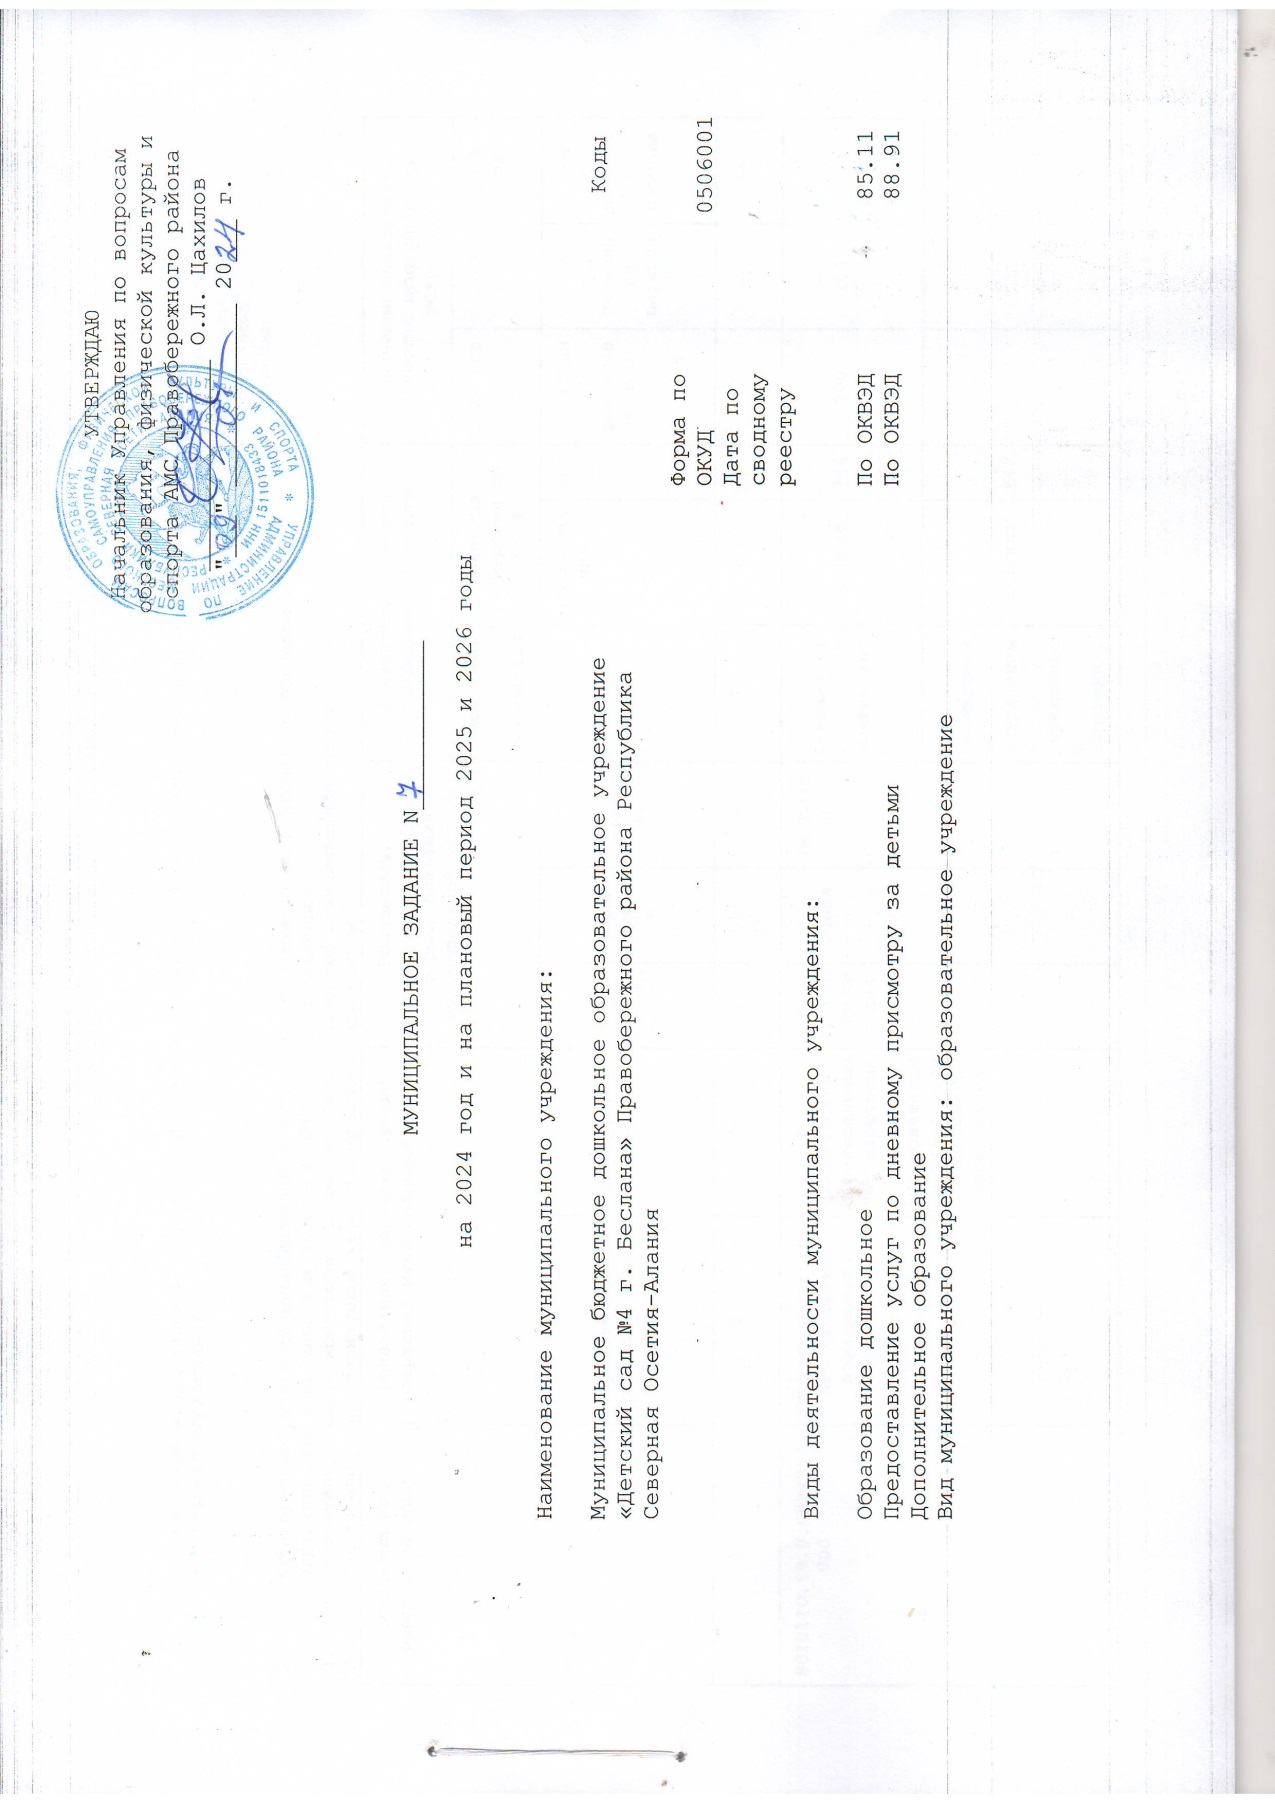 УТВЕРЖДАЮ
Начальник Управления по вопросам
образования, физической культуры и
спорта АМС Правобережного района
О.Л. Цахилов
"09" 2024 г.
МУНИЦИПАЛЬНОЕ ЗАДАНИЕ N 7
на 2024 год и на плановый период 2025 и 2026 годы
Наименование муниципального учреждения:
Муниципальное бюджетное дошкольное образовательное учреждение
«Детский сад №4 г. Беслана» Правобережного района Республика
Северная Осетия-Алания
Коды
Форма по
ОКУД 0506001
Дата по
сводному
реестру
Виды деятельности муниципального учреждения:
Образование дошкольное По ОКВЭД 85.11
Предоставление услуг по дневному присмотру за детьми По ОКВЭД 88.91
Дополнительное образование
Вид муниципального учреждения: образовательное учреждение